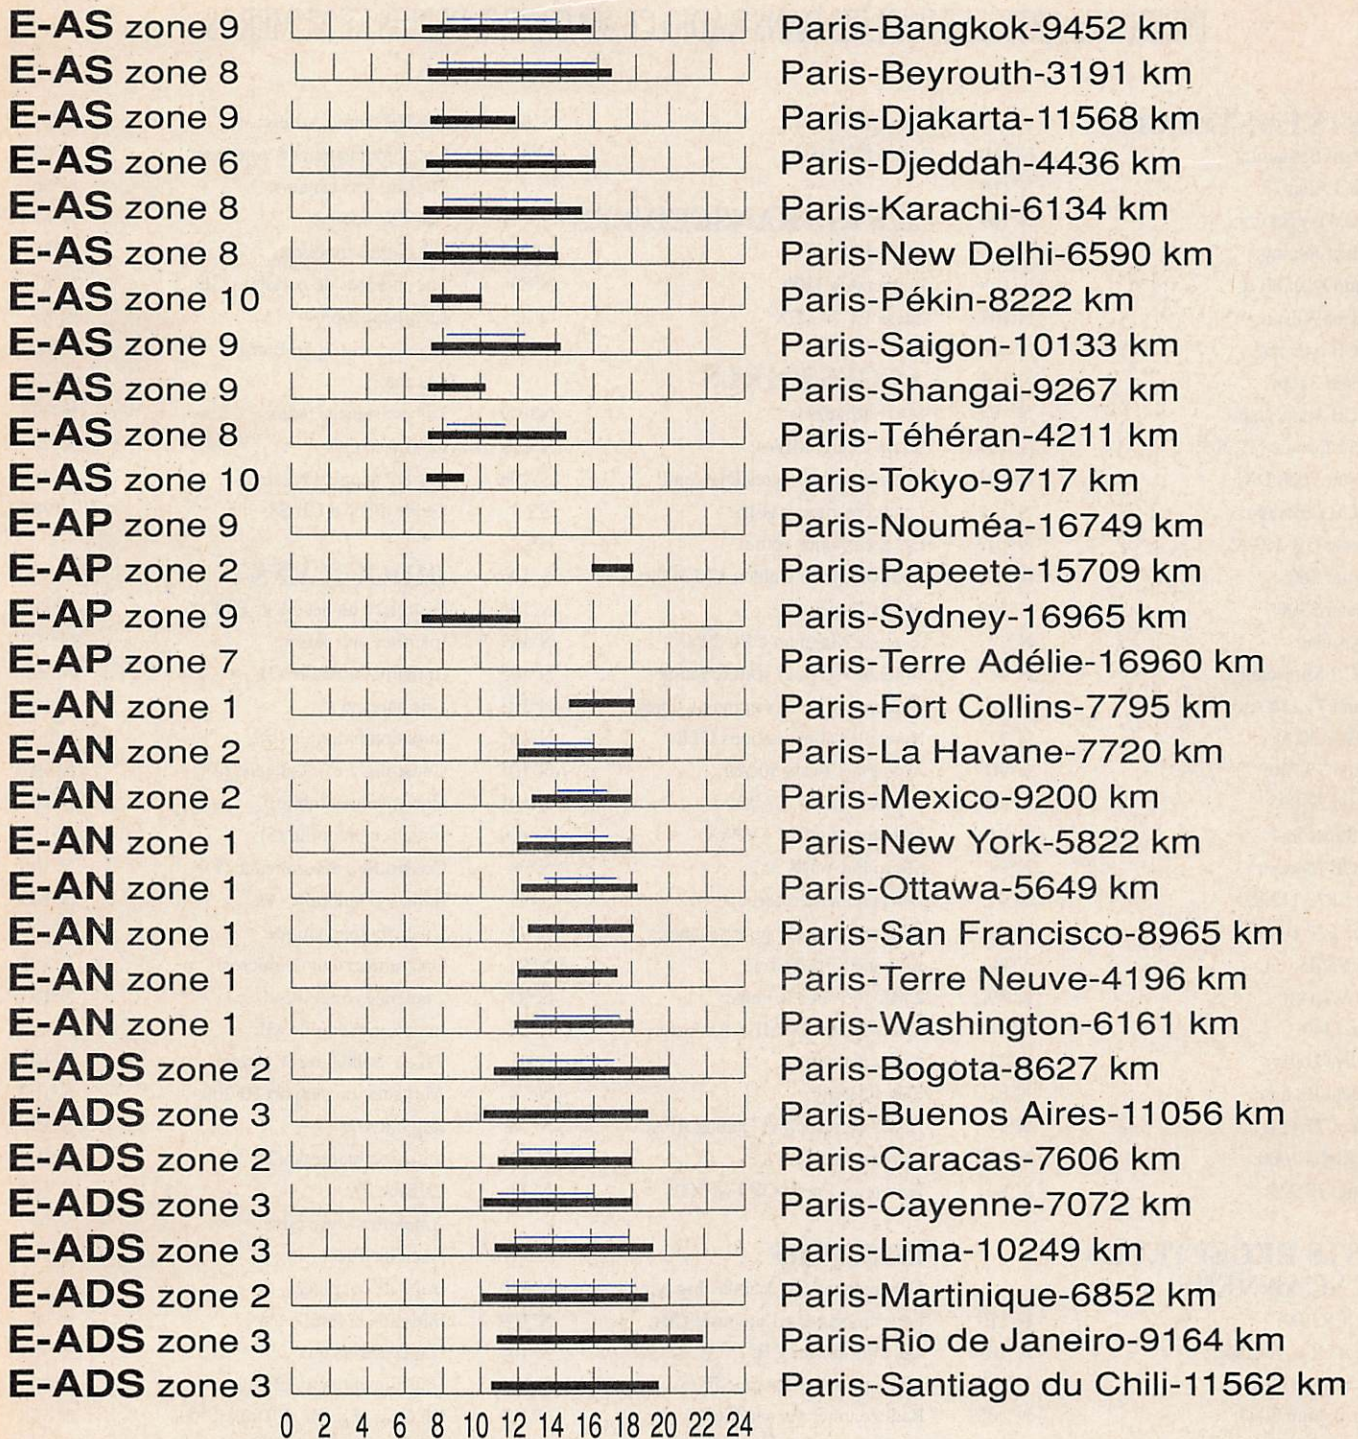 E-AS zone 9 Paris-Bangkok-9452 km
E-AS zone 8 Paris-Beyrouth-3191 km
E-AS zone 9 Paris-Djakarta-11568 km
E-AS zone 6 Paris-Djeddah-4436 km
E-AS zone 8 Paris-Karachi-6134 km
E-AS zone 8 Paris-New Delhi-6590 km
E-AS zone 10 Paris-Pékin-8222 km
E-AS zone 9 Paris-Saigon-10133 km
E-AS zone 9 Paris-Shangai-9267 km
E-AS zone 8 Paris-Téhéran-4211 km
E-AS zone 10 Paris-Tokyo-9717 km
E-AP zone 9 Paris-Nouméa-16749 km
E-AP zone 2 Paris-Papeete-15709 km
E-AP zone 9 Paris-Sydney-16965 km
E-AP zone 7 Paris-Terre Adélie-16960 km
E-AN zone 1 Paris-Fort Collins-7795 km
E-AN zone 2 Paris-La Havane-7720 km
E-AN zone 2 Paris-Mexico-9200 km
E-AN zone 1 Paris-New York-5822 km
E-AN zone 1 Paris-Ottawa-5649 km
E-AN zone 1 Paris-San Francisco-8965 km
E-AN zone 1 Paris-Terre Neuve-4196 km
E-AN zone 1 Paris-Washington-6161 km
E-ADS zone 2 Paris-Bogota-8627 km
E-ADS zone 3 Paris-Buenos Aires-11056 km
E-ADS zone 2 Paris-Caracas-7606 km
E-ADS zone 3 Paris-Cayenne-7072 km
E-ADS zone 3 Paris-Lima-10249 km
E-ADS zone 2 Paris-Martinique-6852 km
E-ADS zone 3 Paris-Rio de Janeiro-9164 km
E-ADS zone 3 Paris-Santiago du Chili-11562 km
0 2 4 6 8 10 12 14 16 18 20 22 24